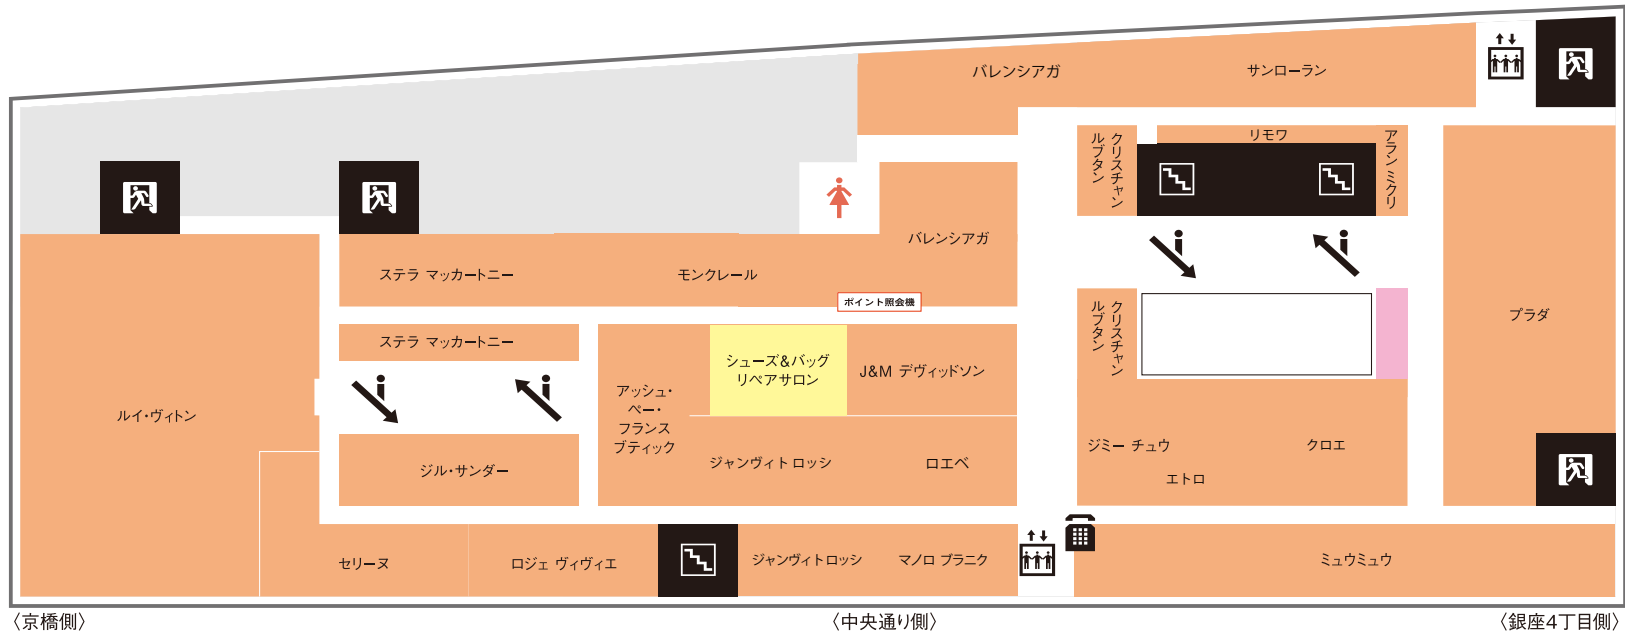 バレンシアガ
サンローラン
クリスチャン
ルブタン
リモワ
アラン ミクリ
バレンシアガ
ステラ マッカートニー
モンクレール
ポイント照会機
ステラ マッカートニー
クリスチャン
ルブタン
プラダ
ルイ・ヴィトン
アッシュ・
ペー・
フランス
ブティック
シューズ&バッグ
リペアサロン
J&M デヴィッドソン
ジル・サンダー
ジャンヴィト ロッシ
ロエベ
ジミー チュウ
クロエ
エトロ
セリーヌ
ロジェ ヴィヴィエ
ジャンヴィト ロッシ
マノロ ブラニク
ミュウミュウ
〈京橋側〉
〈中央通り側〉
〈銀座4丁目側〉